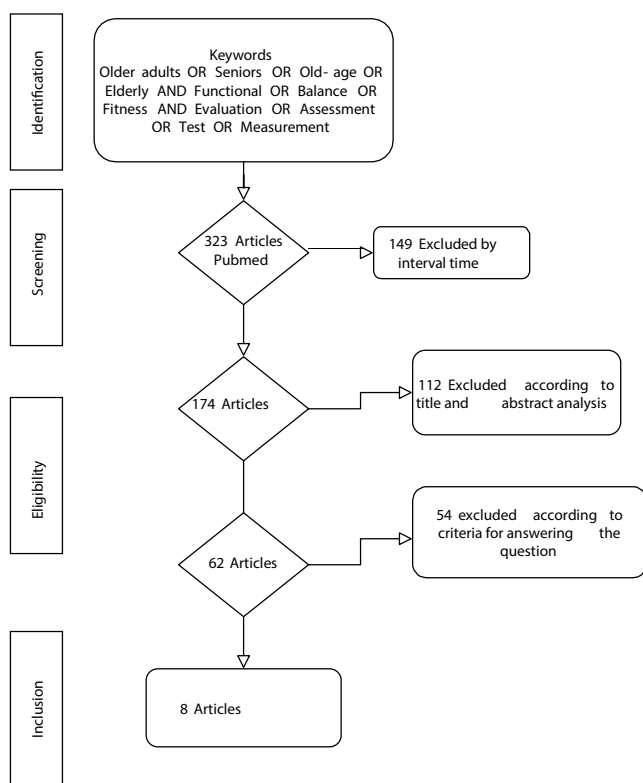 Identification
Keywords
Older adults OR Seniors OR Old- age OR
Elderly AND Functional OR Balance OR
Fitness AND Evaluation OR Assessment
OR Test OR Measurement
Screening
323 Articles
Pubmed
149 Excluded by
interval time
Eligibility
174 Articles
112 Excluded according to
title and abstract analysis
62 Articles
54 excluded according to
criteria for answering the
question
Inclusion
8 Articles